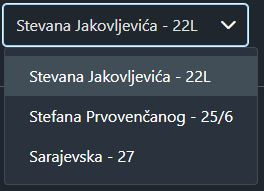 Stevana Jakovljevića - 22L
Stevana Jakovljevića - 22L
Stefana Prvovenčanog - 25/6
Sarajevska - 27